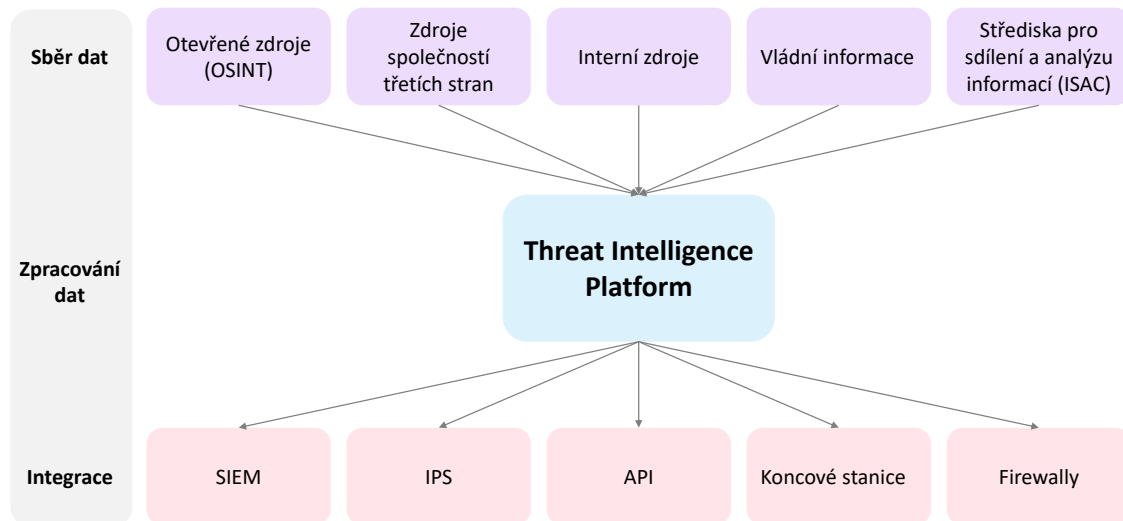 Sběr dat
Otevřené zdroje
(OSINT)
Zdroje
společností
třetích stran
Interní zdroje
Vládní informace
Střediska pro
sdílení a analýzu
informací (ISAC)
Zpracování
dat
Threat Intelligence
Platform
Integrace
SIEM
IPS
API
Koncové stanice
Firewally